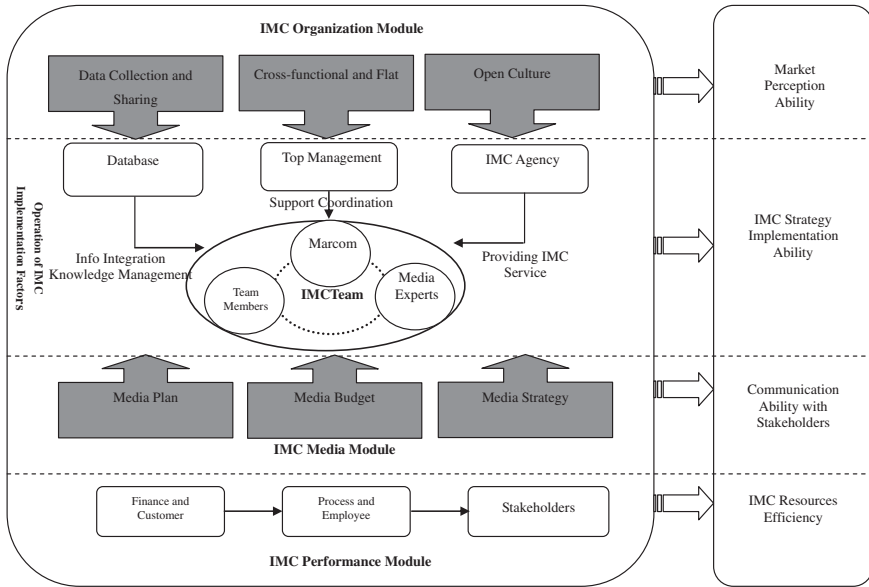 IMC Organization Module
Data Collection and
Sharing
Cross-functional and Flat
Open Culture
Market
Perception
Ability
Database
Top Management
IMC Agency
Support Coordination
Operation of IMC
Implementation Factors
Info Integration
Knowledge Management
Marcom
IMCTeam
Team
Members
Media
Experts
Providing IMC
Service
IMC Strategy
Implementation
Ability
Media Plan
Media Budget
Media Strategy
IMC Media Module
Communication
Ability with
Stakeholders
Finance and
Customer
Process and
Employee
Stakeholders
IMC Resources
Efficiency
IMC Performance Module